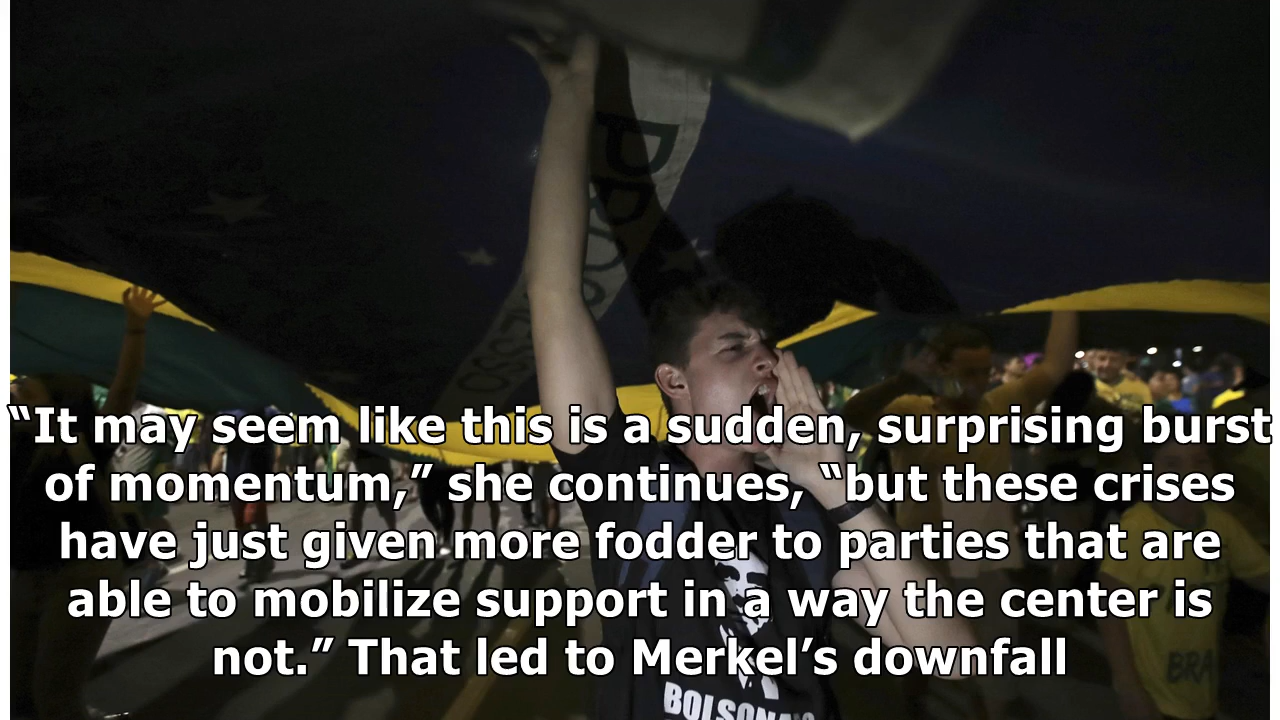 “It may seem like this is a sudden, surprising burst
of momentum,” she continues, “but these crises
have just given more fodder to parties that are
able to mobilize support in a way the center is
not.” That led to Merkel’s downfall